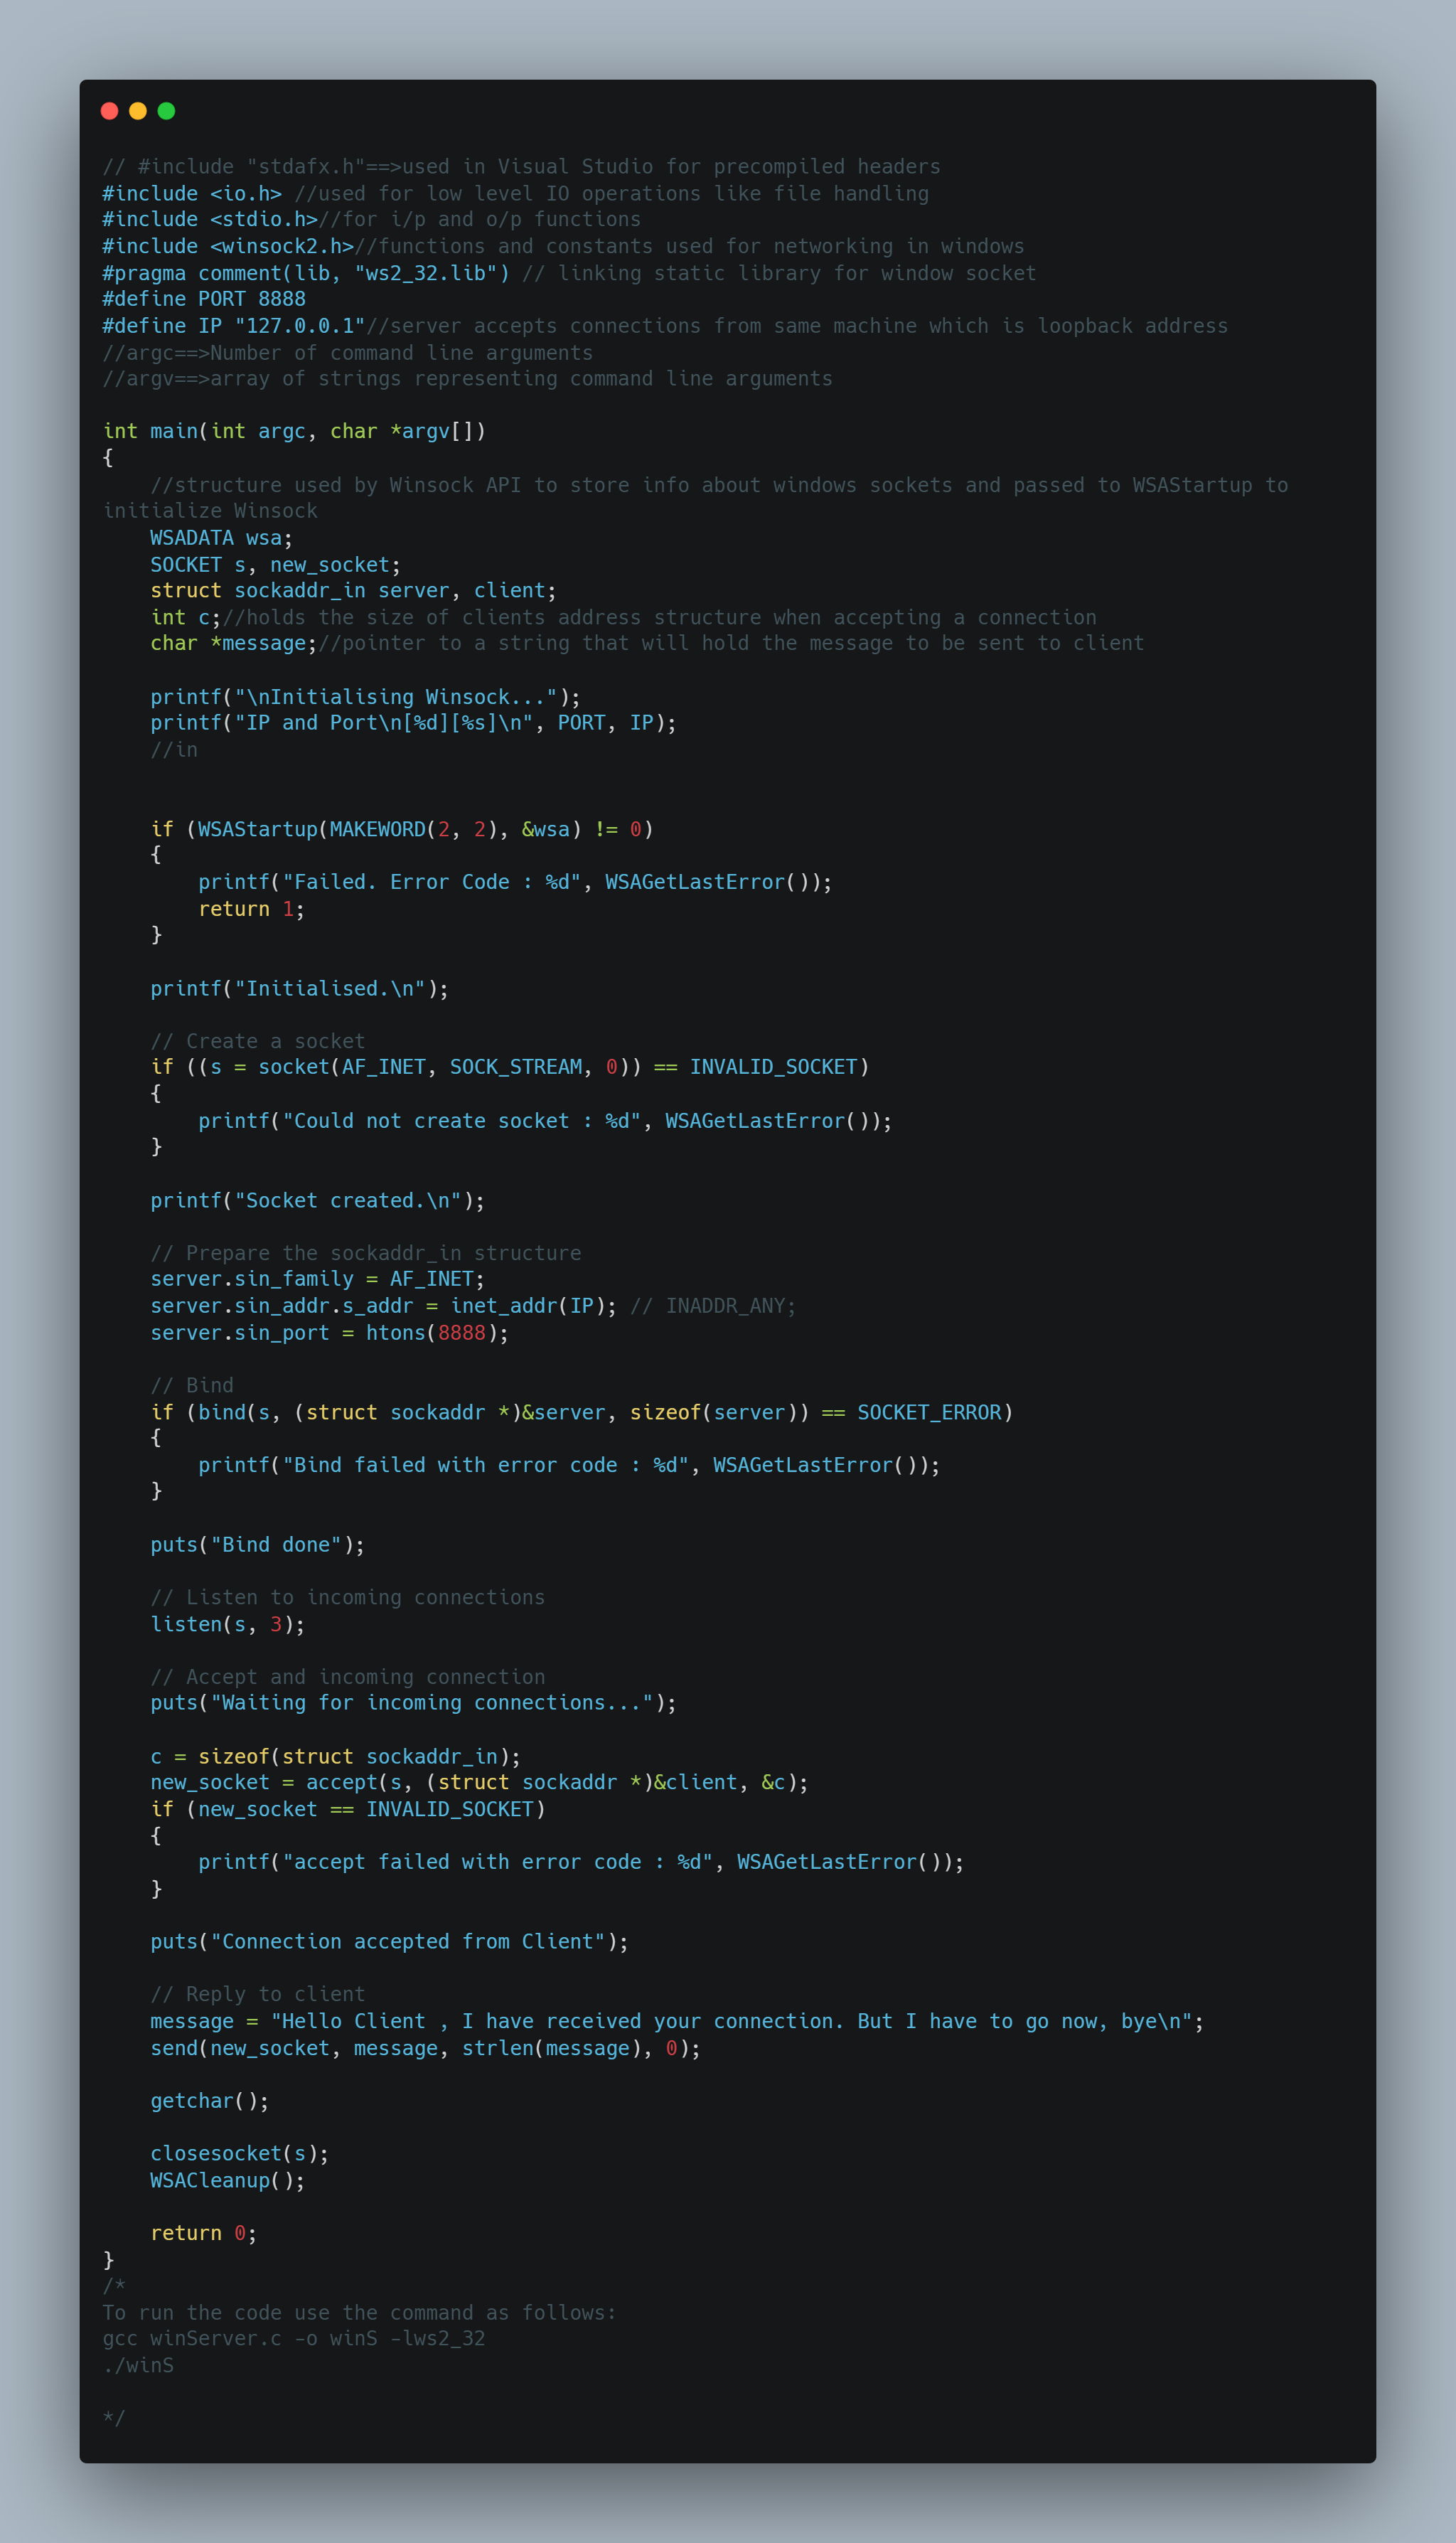 // #include "stdafx.h"==>used in Visual Studio for precompiled headers
#include <io.h> //used for low level IO operations like file handling
#include <stdio.h>//for i/p and o/p functions
#include <winsock2.h>//functions and constants used for networking in windows
#pragma comment(lib, "ws2_32.lib") // linking static library for window socket
#define PORT 8888
#define IP "127.0.0.1"//server accepts connections from same machine which is loopback address
//argc==>Number of command line arguments
//argv==>array of strings representing command line arguments

int main(int argc, char *argv[])
{
    //structure used by Winsock API to store info about windows sockets and passed to WSAStartup to
initialize Winsock
    WSADATA wsa;
    SOCKET s, new_socket;
    struct sockaddr_in server, client;
    int c;//holds the size of clients address structure when accepting a connection
    char *message;//pointer to a string that will hold the message to be sent to client

    printf("\nInitialising Winsock...");
    printf("IP and Port\n[%d][%s]\n", PORT, IP);
    //in

    if (WSAStartup(MAKEWORD(2, 2), &wsa) != 0)
    {
        printf("Failed. Error Code : %d", WSAGetLastError());
        return 1;
    }

    printf("Initialised.\n");

    // Create a socket
    if ((s = socket(AF_INET, SOCK_STREAM, 0)) == INVALID_SOCKET)
    {
        printf("Could not create socket : %d", WSAGetLastError());
    }

    printf("Socket created.\n");

    // Prepare the sockaddr_in structure
    server.sin_family = AF_INET;
    server.sin_addr.s_addr = inet_addr(IP); // INADDR_ANY;
    server.sin_port = htons(8888);

    // Bind
    if (bind(s, (struct sockaddr *)&server, sizeof(server)) == SOCKET_ERROR)
    {
        printf("Bind failed with error code : %d", WSAGetLastError());
    }

    puts("Bind done");

    // Listen to incoming connections
    listen(s, 3);

    // Accept and incoming connection
    puts("Waiting for incoming connections...");

    c = sizeof(struct sockaddr_in);
    new_socket = accept(s, (struct sockaddr *)&client, &c);
    if (new_socket == INVALID_SOCKET)
    {
        printf("accept failed with error code : %d", WSAGetLastError());
    }

    puts("Connection accepted from Client");

    // Reply to client
    message = "Hello Client , I have received your connection. But I have to go now, bye\n";
    send(new_socket, message, strlen(message), 0);

    getchar();

    closesocket(s);
    WSACleanup();

    return 0;
}
/*
To run the code use the command as follows:
gcc winServer.c -o winS -lws2_32
./winS

*/